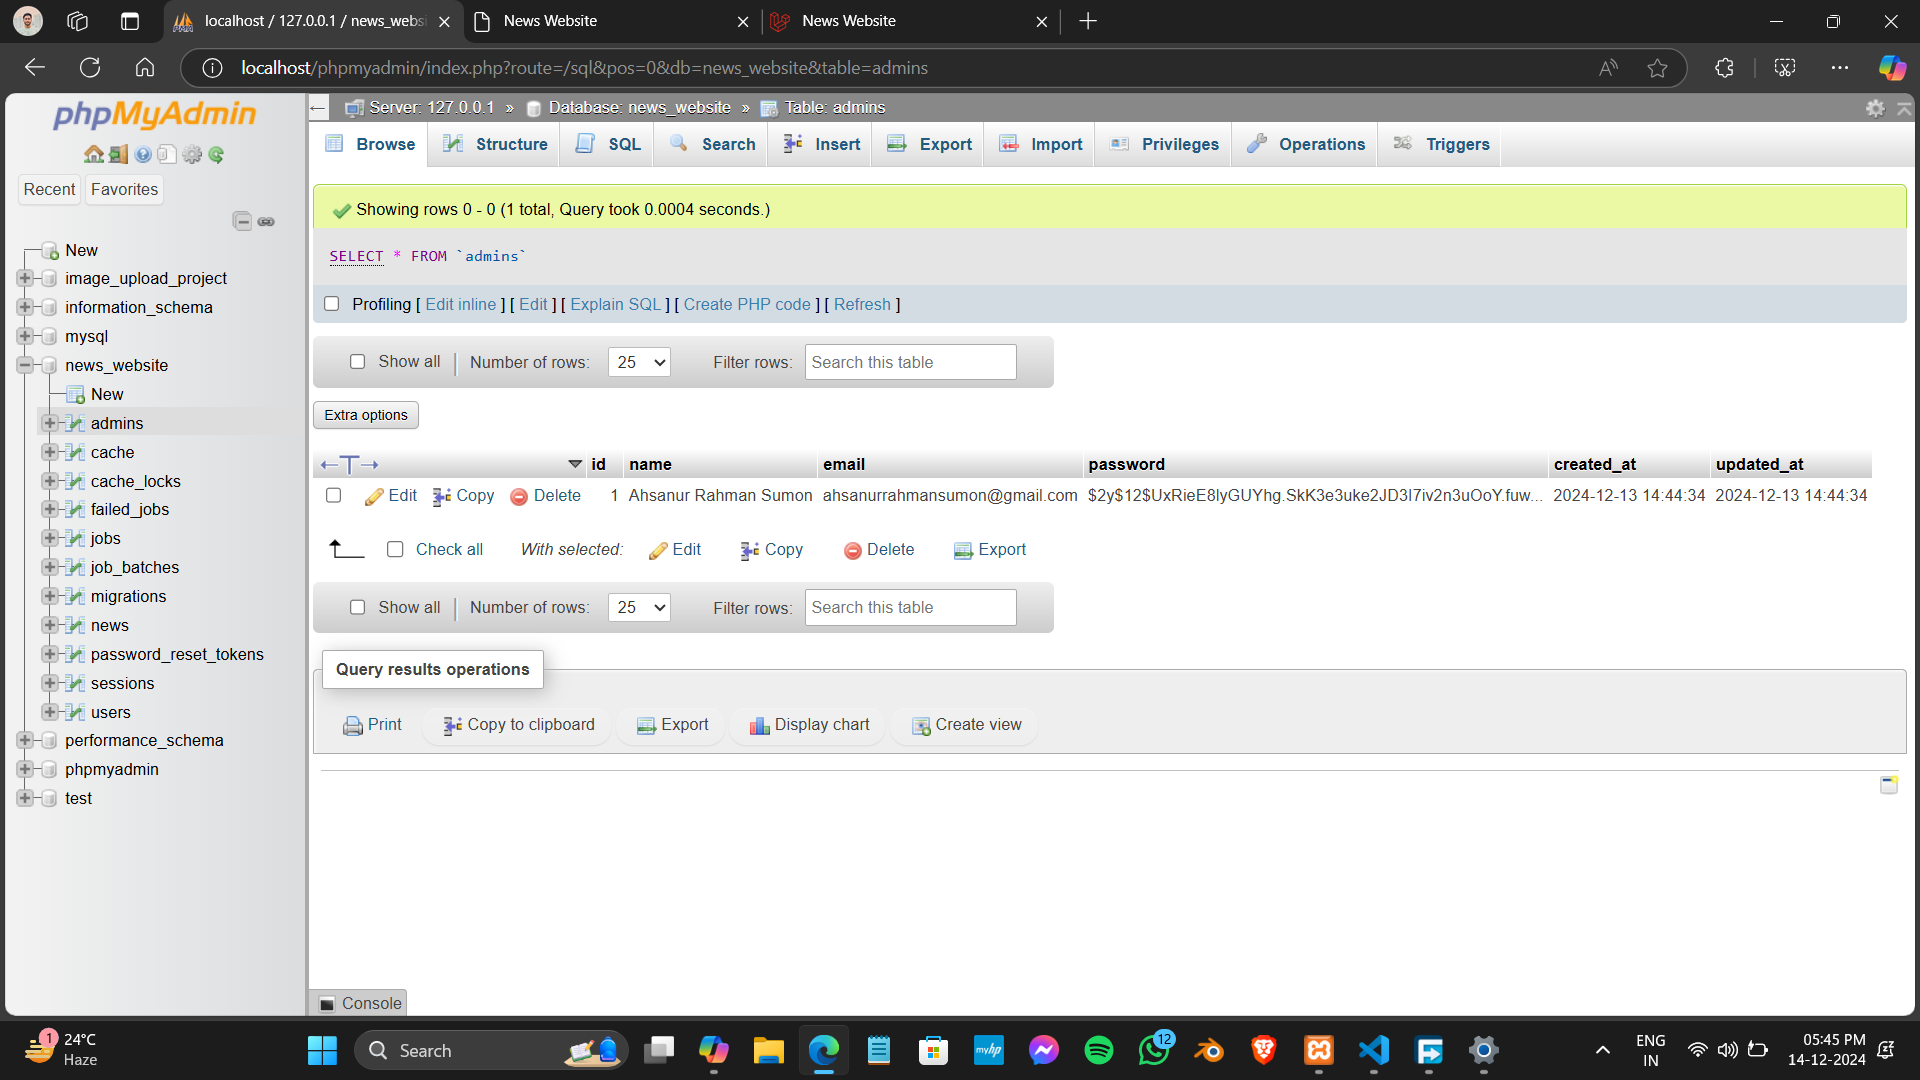 localhost / 127.0.0.1 / news_websi
News Website
News Website
localhost/phpmyadmin/index.php?route=/sql&pos=0&db=news_website&table=admins
phpMyAdmin
Recent Favorites
New
image_upload_project
information_schema
mysql
news_website
New
admins
cache
cache_locks
failed_jobs
jobs
job_batches
migrations
news
password_reset_tokens
sessions
users
performance_schema
phpmyadmin
test
Server: 127.0.0.1 » Database: news_website » Table: admins
Browse Structure SQL Search Insert Export Import Privileges Operations Triggers
Showing rows 0 - 0 (1 total, Query took 0.0004 seconds.)
SELECT * FROM `admins`
Profiling [ Edit inline ] [ Edit ] [ Explain SQL ] [ Create PHP code ] [ Refresh ]
Show all Number of rows: 25 Filter rows: Search this table
Extra options
←T→ id name email password created_at updated_at
Edit Copy Delete 1 Ahsanur Rahman Sumon ahsanurrahmansumon@gmail.com $2y$12$UxRieE8lyGUYhg.SkK3e3uke2JD3l7iv2n3uOoY.fuw... 2024-12-13 14:44:34 2024-12-13 14:44:34
Check all With selected: Edit Copy Delete Export
Show all Number of rows: 25 Filter rows: Search this table
Query results operations
Print Copy to clipboard Export Display chart Create view
Console
1
24°C
Haze
Search
myhp
12
ENG
IN
05:45 PM
14-12-2024